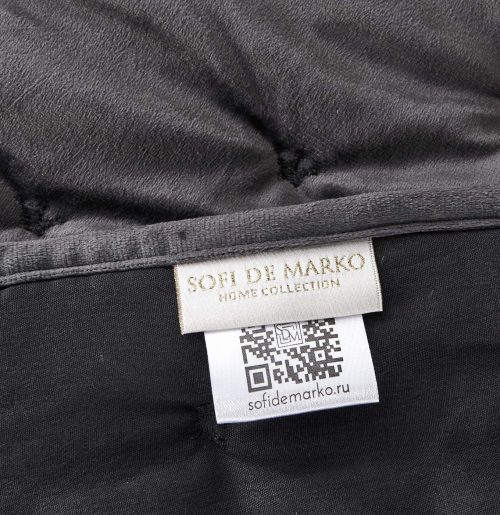 SOFI DE MARKO
HOME COLLECTION
SDM
sofidemarko.ru